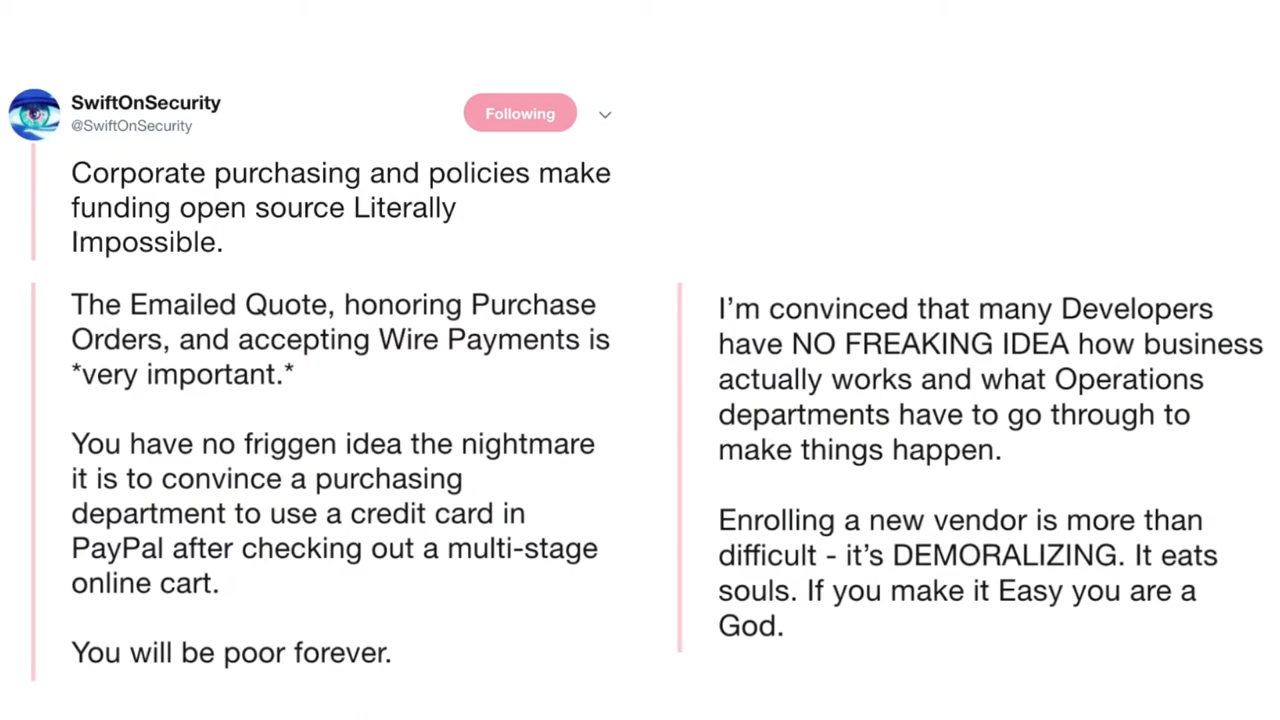 SwiftOnSecurity
@SwiftOnSecurity
Following
Corporate purchasing and policies make
funding open source Literally
Impossible.
The Emailed Quote, honoring Purchase
Orders, and accepting Wire Payments is
*very important.*
You have no friggen idea the nightmare
it is to convince a purchasing
department to use a credit card in
PayPal after checking out a multi-stage
online cart.
You will be poor forever.
I’m convinced that many Developers
have NO FREAKING IDEA how business
actually works and what Operations
departments have to go through to
make things happen.
Enrolling a new vendor is more than
difficult - it’s DEMORALIZING. It eats
souls. If you make it Easy you are a
God.